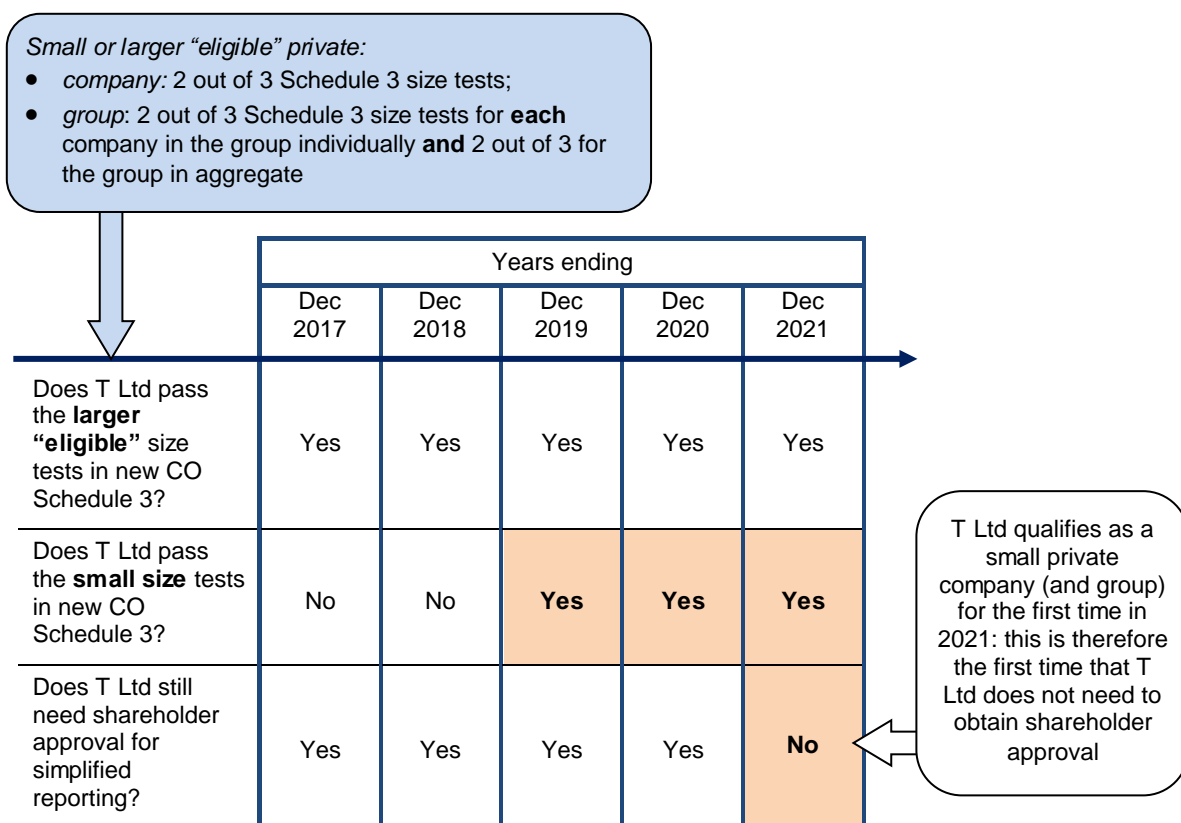 Small or larger “eligible” private:
• company: 2 out of 3 Schedule 3 size tests;
• group: 2 out of 3 Schedule 3 size tests for each
company in the group individually and 2 out of 3 for
the group in aggregate
Years ending
Dec 2017 Dec 2018 Dec 2019 Dec 2020 Dec 2021
Does T Ltd pass
the larger
“eligible” size
tests in new CO
Schedule 3?
Yes Yes Yes Yes Yes
Does T Ltd pass
the small size tests
in new CO
Schedule 3?
No No Yes Yes Yes
Does T Ltd still
need shareholder
approval for
simplified
reporting?
Yes Yes Yes Yes No
T Ltd qualifies as a
small private
company (and group)
for the first time in
2021: this is therefore
the first time that T
Ltd does not need to
obtain shareholder
approval